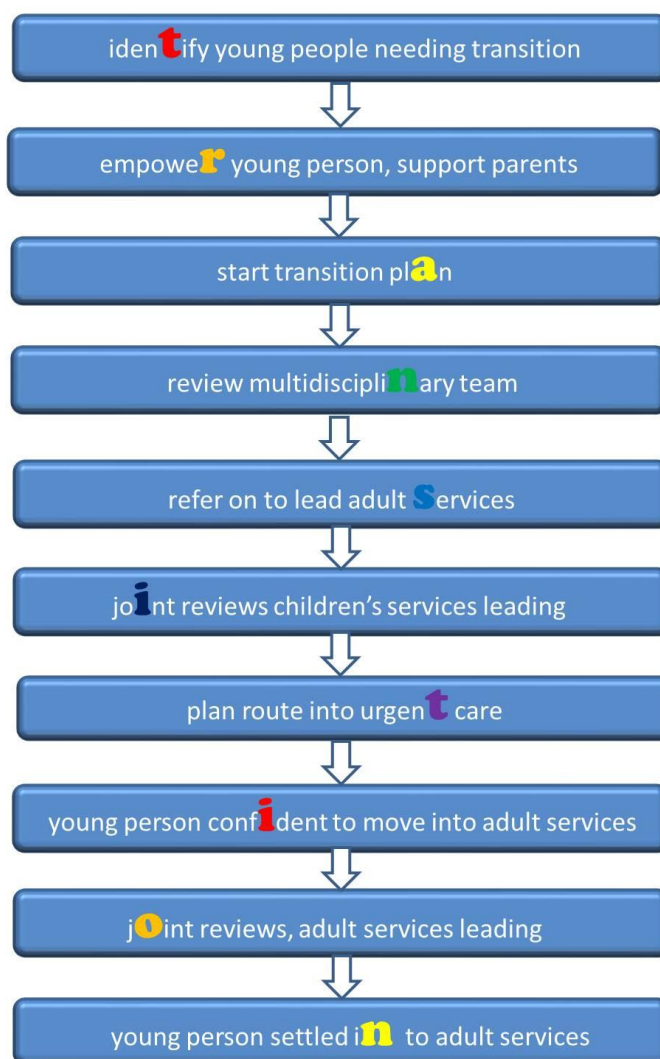 identify young people needing transition
empower young person, support parents
start transition plan
review multidisciplinary team
refer on to lead adult services
joint reviews children's services leading
plan route into urgent care
young person confident to move into adult services
joint reviews, adult services leading
young person settled in to adult services